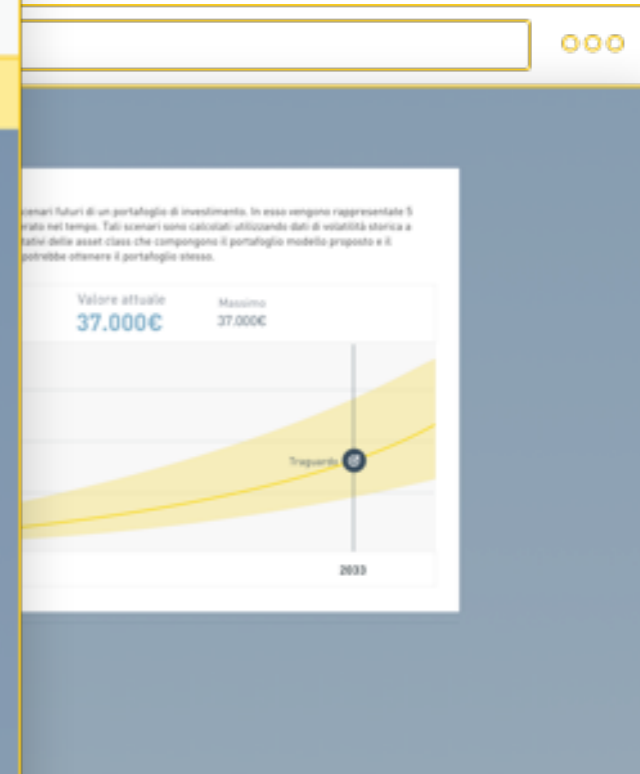 cenari futuri di un portafoglio di investimento. In esso vengono rappresentate 5
rato nel tempo. Tali scenari sono calcolati utilizzando dati di volatilità storica a
tativi delle asset class che compongono il portafoglio modello proposto e il
potrebbe ottenere il portafoglio stesso.
Valore attuale
Massimo
37.000€
37.000€
Traguardo
2033